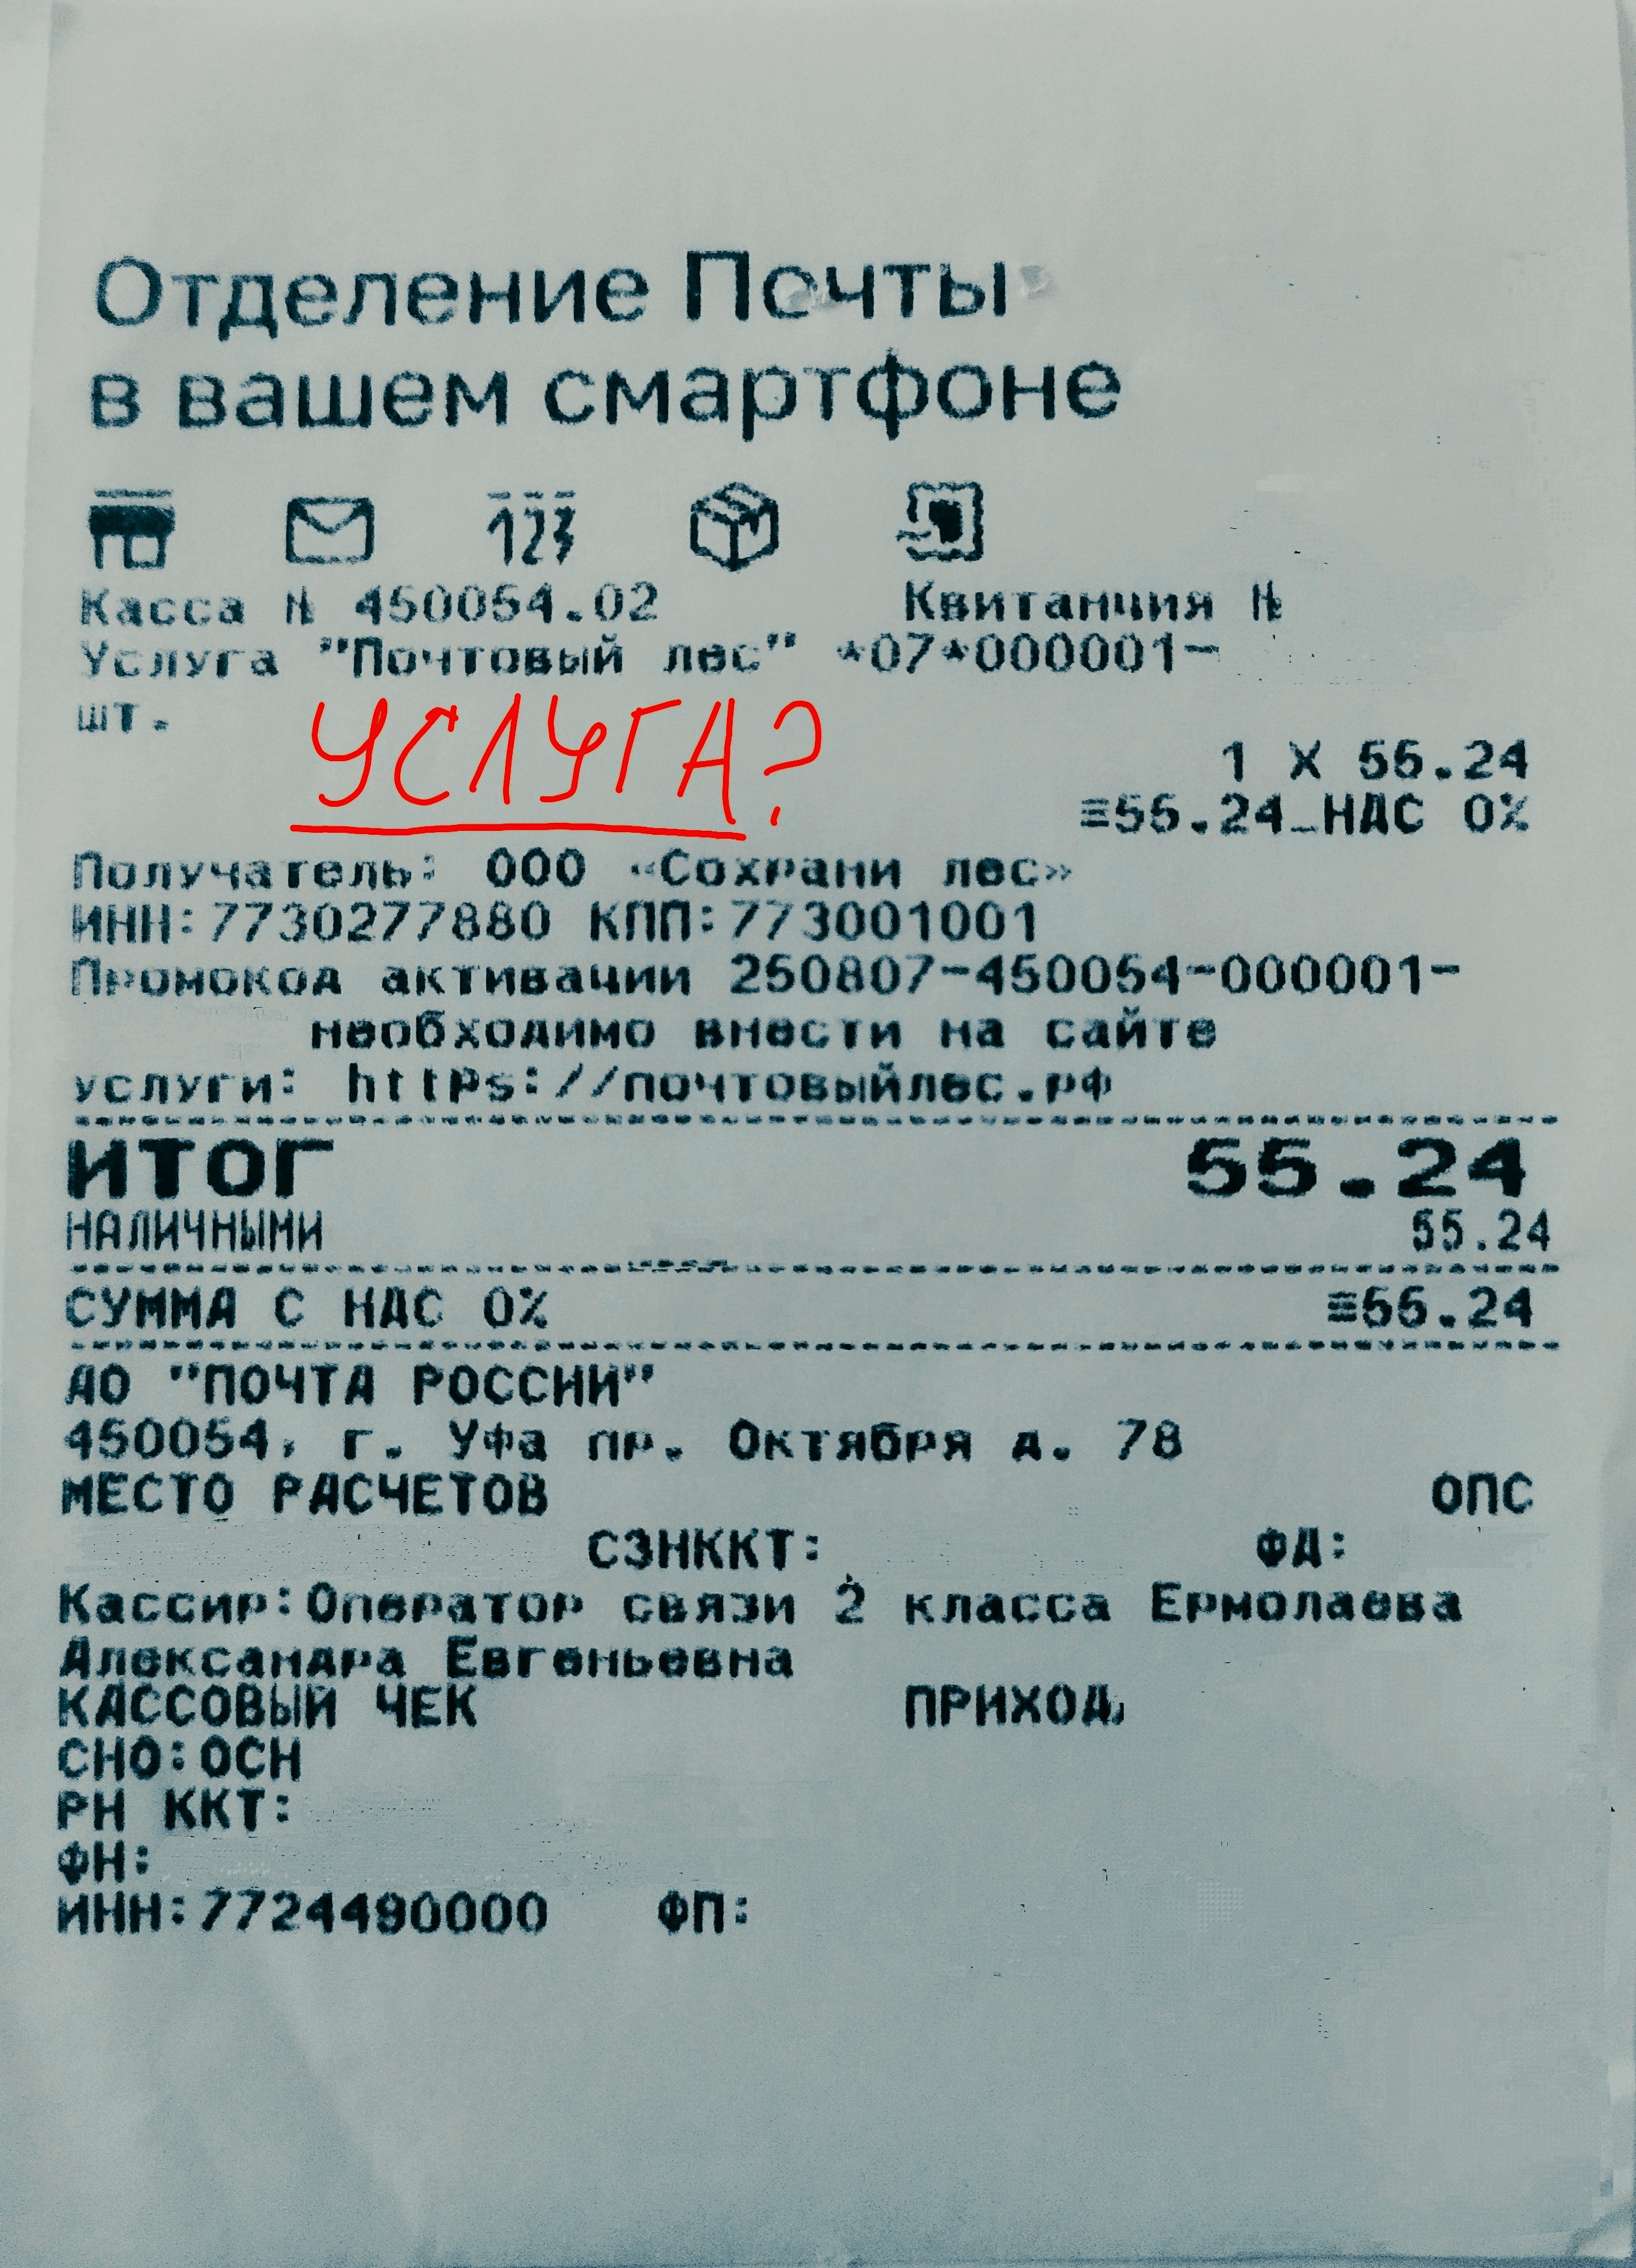 Отделение Почты
в вашем смартфоне
123
Касса № 450054.02 Квитанция №
Услуга "Почтовый лес" *07*000001-
шт.
УСЛУГА?
1 X 55.24
≡55.24_НДС 0%
Получатель: ООО «Сохрани лес»
ИНН:7730277880 КПП:773001001
Промокод активации 250807-450054-000001-
необходимо внести на сайте
услуги: https://почтовыйлес.рф
ИТОГ 55.24
НАЛИЧНЫМИ 55.24
СУММА С НДС 0% ≡55.24
АО "ПОЧТА РОССИИ"
450054, г. Уфа пр. Октября д. 78
МЕСТО РАСЧЕТОВ ОПС
СЗНККТ: ФД:
Кассир:Оператор связи 2 класса Ермолаева
Александра Евгеньевна
КАССОВЫЙ ЧЕК ПРИХОД
СНО:ОСН
РН ККТ:
ФН:
ИНН:7724490000 ФП: